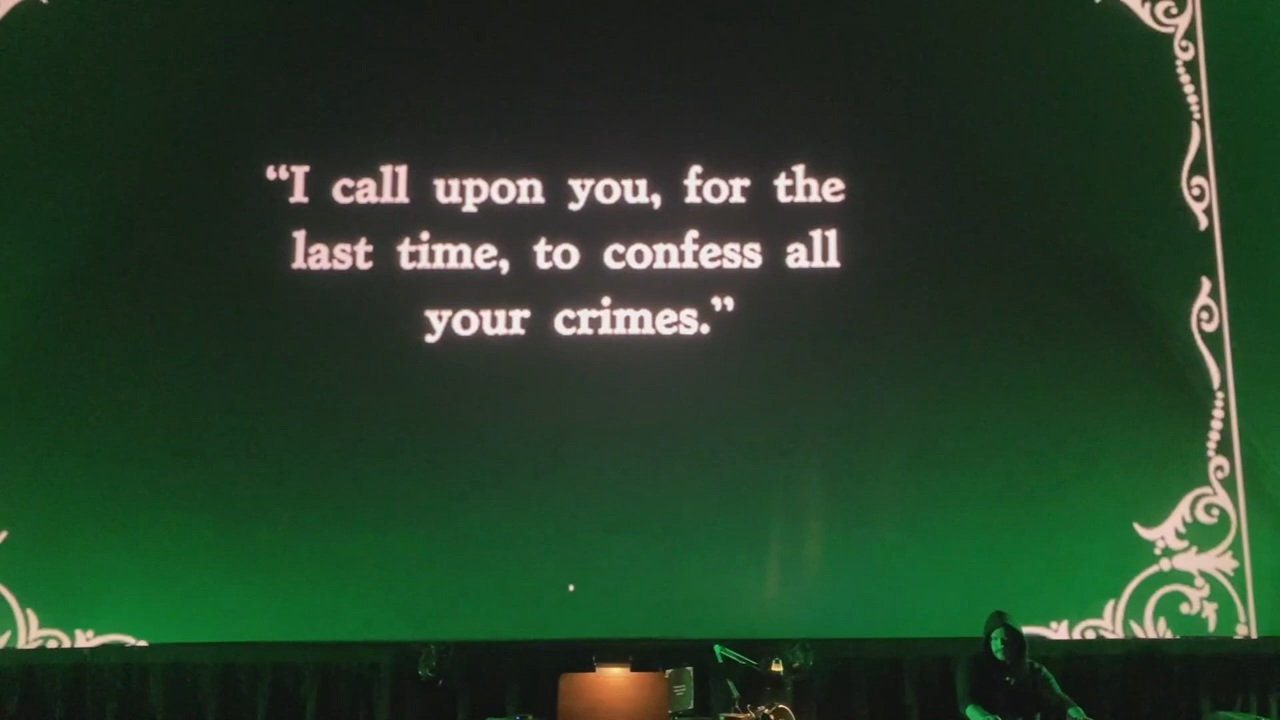 “I call upon you, for the
last time, to confess all
your crimes.”